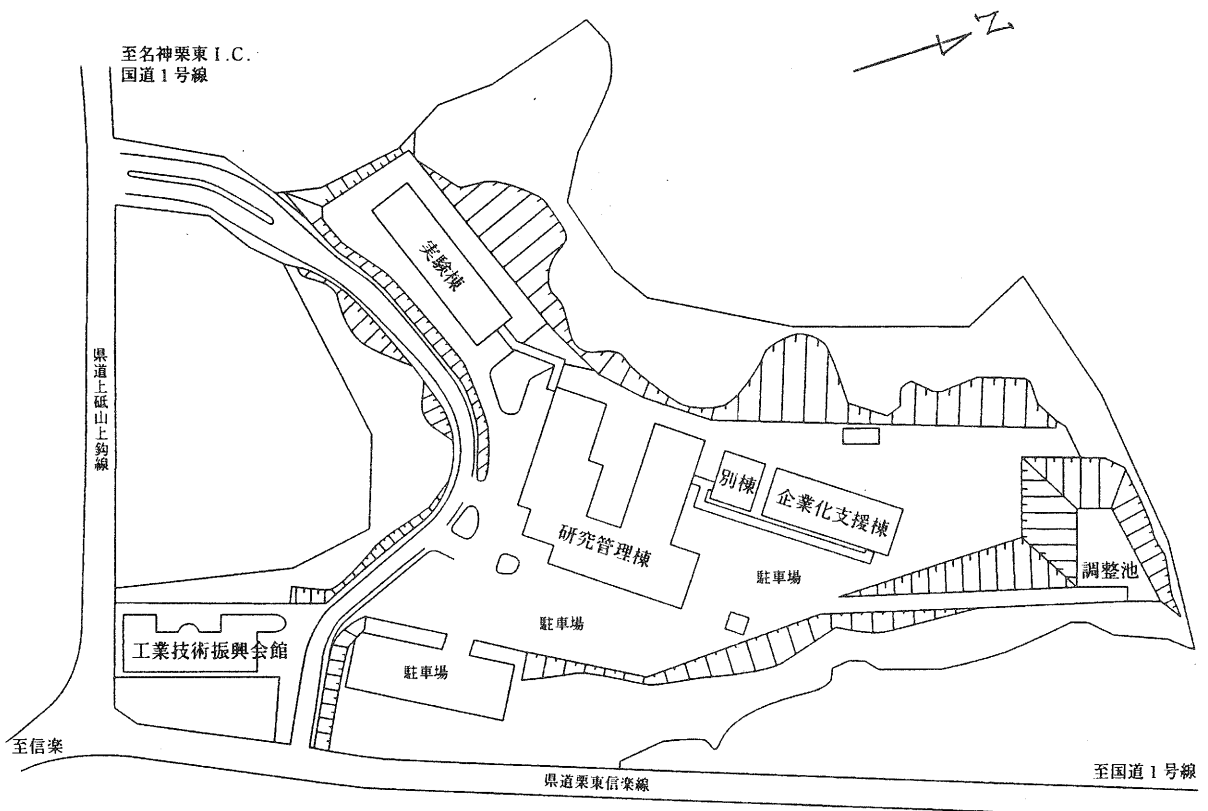 至名神栗東I.C.
国道1号線
N
実験棟
県道上砥山上鈎線
別棟
企業化支援棟
研究管理棟
調整池
駐車場
駐車場
工業技術振興会館
駐車場
至信楽
県道栗東信楽線
至国道1号線